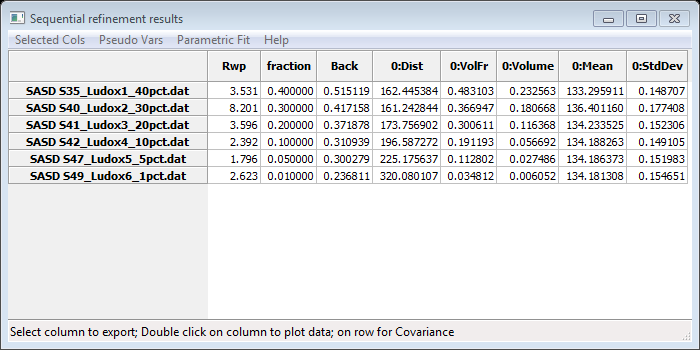 Sequential refinement results
Selected Cols Pseudo Vars Parametric Fit Help
Rwp fraction Back 0:Dist 0:VolFr 0:Volume 0:Mean 0:StdDev
SASD S35_Ludox1_40pct.dat 3.531 0.400000 0.515119 162.445384 0.483103 0.232563 133.295911 0.148707
SASD S40_Ludox2_30pct.dat 8.201 0.300000 0.417158 161.242844 0.366947 0.180668 136.401160 0.177408
SASD S41_Ludox3_20pct.dat 3.596 0.200000 0.371878 173.756902 0.300611 0.116368 134.233525 0.152306
SASD S42_Ludox4_10pct.dat 2.392 0.100000 0.310939 196.587272 0.191193 0.056692 134.188263 0.149105
SASD S47_Ludox5_5pct.dat 1.796 0.050000 0.300279 225.175637 0.112802 0.027486 134.186373 0.151983
SASD S49_Ludox6_1pct.dat 2.623 0.010000 0.236811 320.080107 0.034812 0.006052 134.181308 0.154651
Select column to export; Double click on column to plot data; on row for Covariance